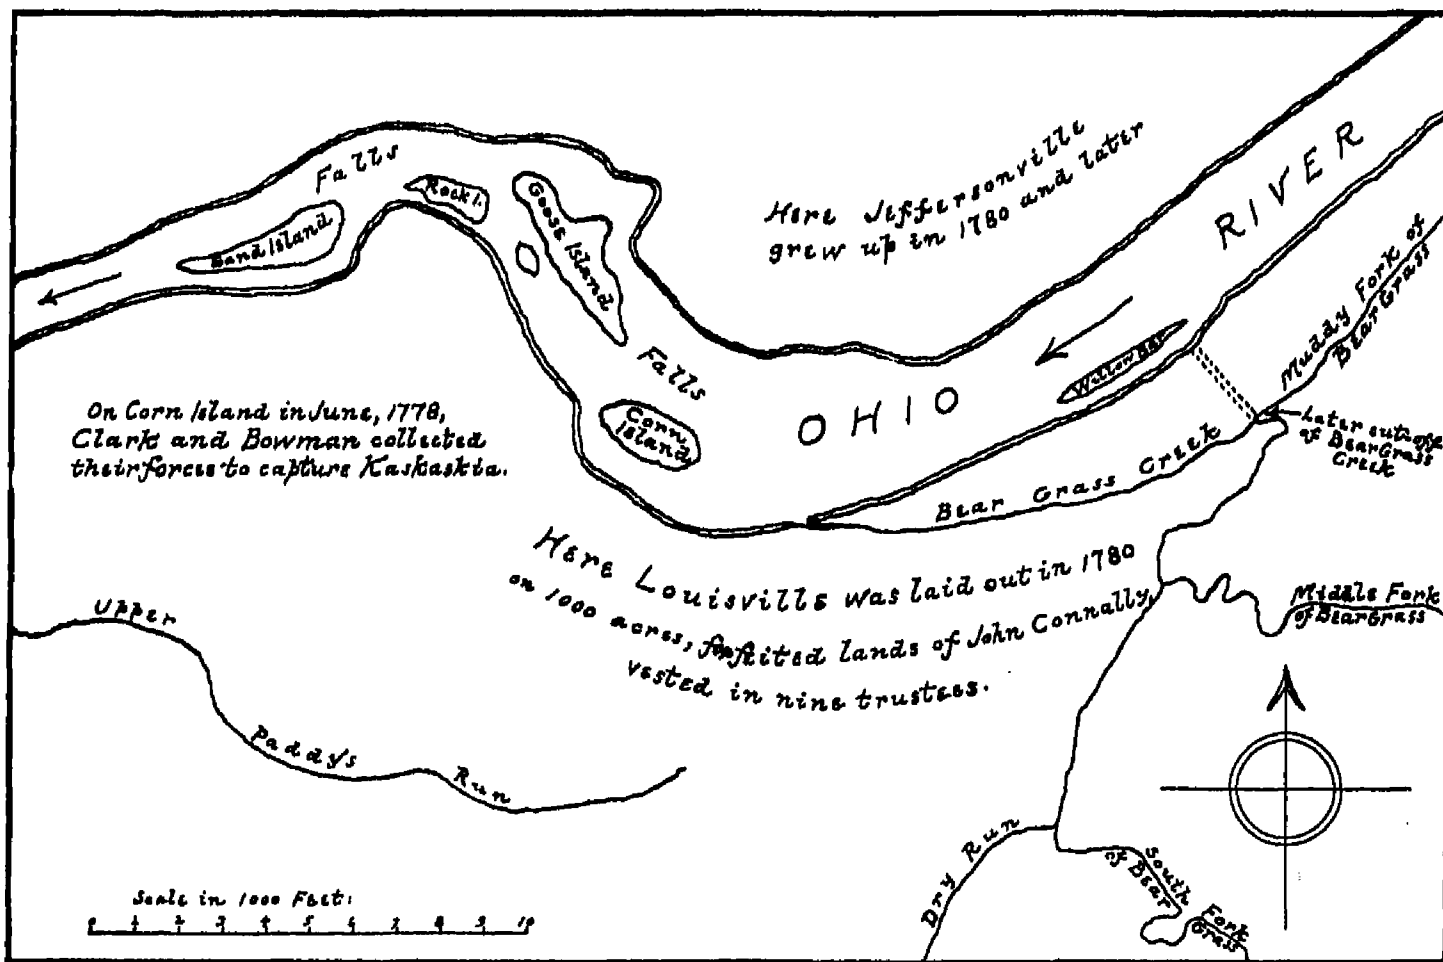 Falls
Rock I.
Goose Island
Sand Island
Here Jeffersonville
grew up in 1780 and later
RIVER
Muddy Fork of
Bear Grass
Falls
Willow Bar
OHIO
Corn
Island
On Corn Island in June, 1778,
Clark and Bowman collected
their forces to capture Kaskaskia.
Later cut-off
of Bear Grass
Creek
Bear Grass Creek
Here Louisville was laid out in 1780
on 1000 acres, forfeited lands of John Connally,
vested in nine trustees.
Middle Fork
of Bear Grass
Upper
Paddy's
Run
Dry Run
South Fork
of Bear Grass
Scale in 1000 Feet:
0 1 2 3 4 5 6 7 8 9 10